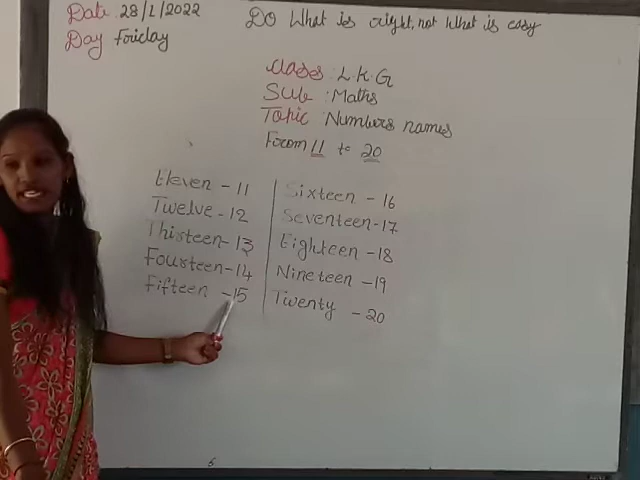 Date 28/1/2022
Day Friday
DO What is right, not What is easy
Class : L.K.G
Sub : Maths
Topic : Numbers names
From 11 to 20
Eleven - 11
Twelve - 12
Thirteen - 13
Fourteen - 14
Fifteen - 15
Sixteen - 16
Seventeen - 17
Eighteen - 18
Nineteen - 19
Twenty - 20